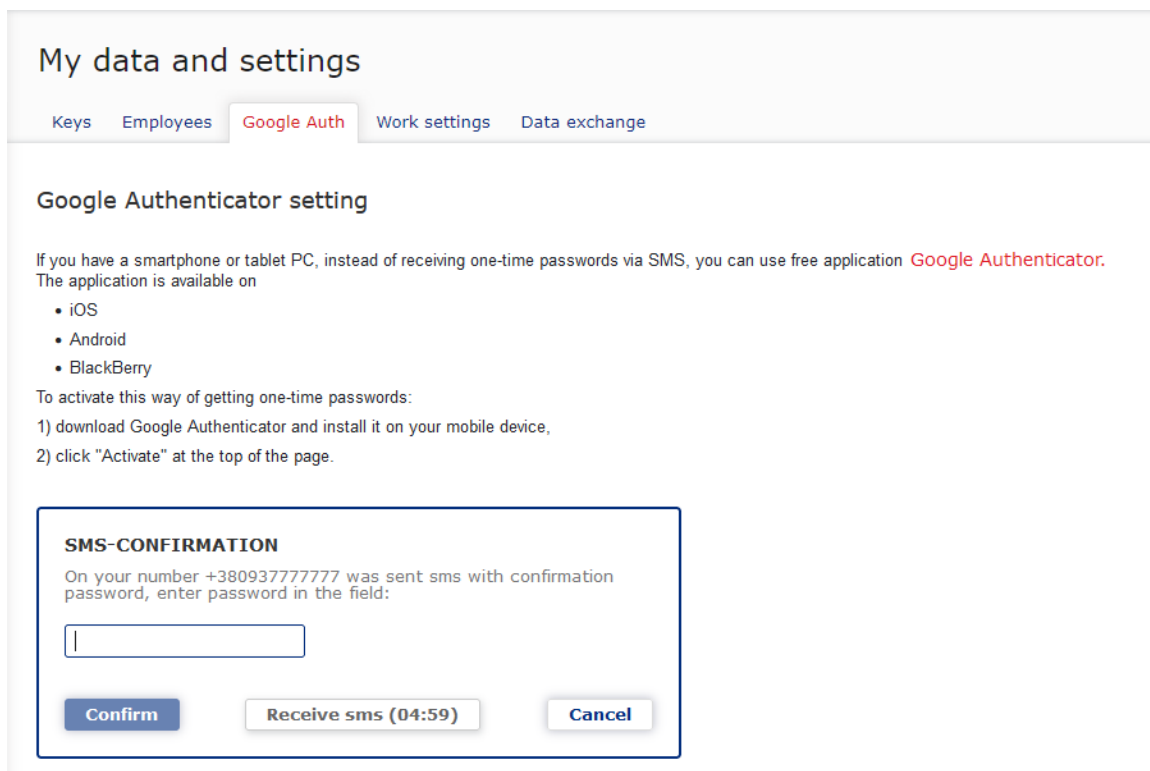 My data and settings
Keys Employees Google Auth Work settings Data exchange
Google Authenticator setting
If you have a smartphone or tablet PC, instead of receiving one-time passwords via SMS, you can use free application Google Authenticator.
The application is available on
• iOS
• Android
• BlackBerry
To activate this way of getting one-time passwords:
1) download Google Authenticator and install it on your mobile device,
2) click "Activate" at the top of the page.
SMS-CONFIRMATION
On your number +380937777777 was sent sms with confirmation
password, enter password in the field:
Confirm Receive sms (04:59) Cancel